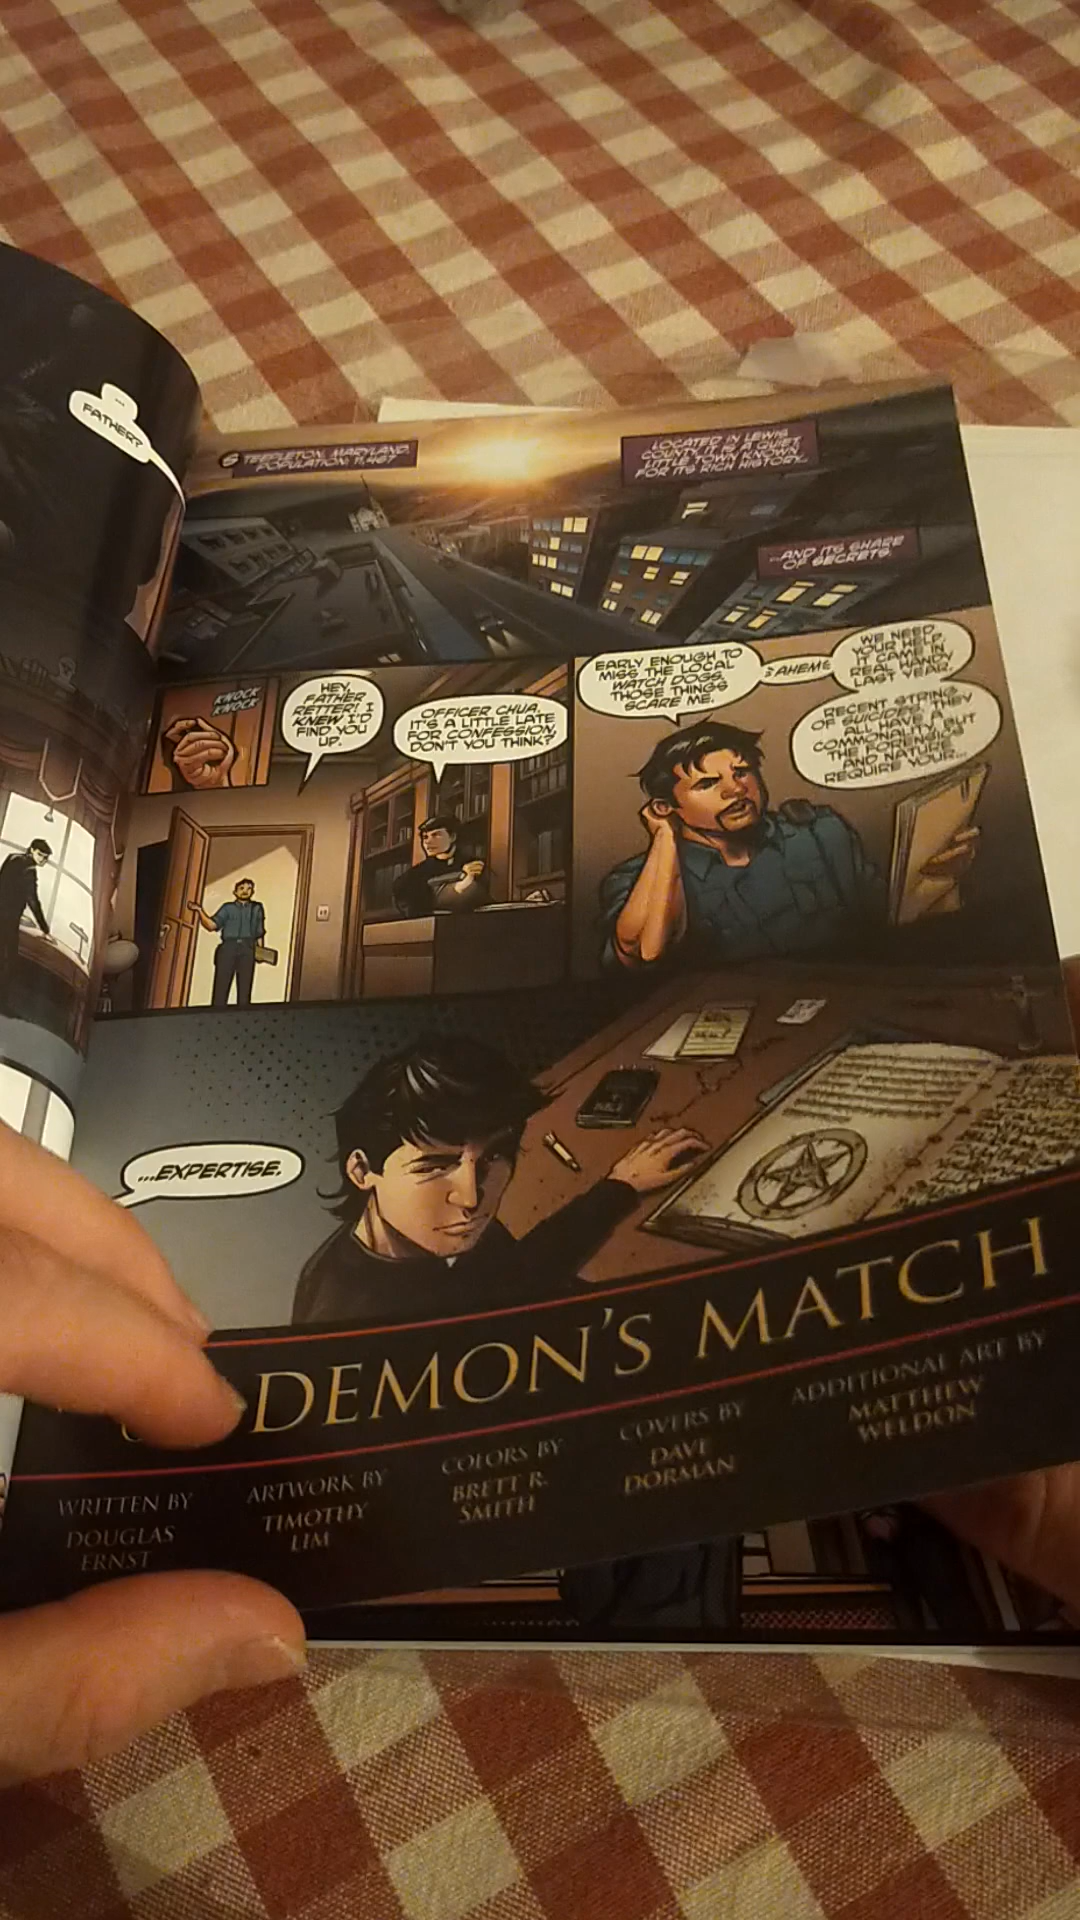 ...
FATHER?
STEEPLETON, MARYLAND.
POPULATION: 11,467
LOCATED IN LEWIS
COUNTY, IT IS A QUIET
LITTLE TOWN KNOWN
FOR ITS RICH HISTORY...
...AND ITS SHARE
OF SECRETS.
KNOCK
KNOCK
HEY,
FATHER
RETTER! I
KNEW I'D
FIND YOU
UP.
OFFICER CHUA.
IT'S A LITTLE LATE
FOR CONFESSION,
DON'T YOU THINK?
EARLY ENOUGH TO
MISS THE LOCAL
WATCH DOGS.
THOSE THINGS
SCARE ME.
AHEM
WE NEED
YOUR HELP.
IT CAME IN
REAL HANDY
LAST YEAR.
RECENT STRING
OF SUICIDES. THEY
ALL HAVE A
COMMONALITY, BUT
THE FORENSICS
AND NATURE
REQUIRE YOUR...
...EXPERTISE.
DEMON'S MATCH
WRITTEN BY
DOUGLAS
ERNST
ARTWORK BY
TIMOTHY
LIM
COLORS BY
BRETT R.
SMITH
COVERS BY
DAVE
DORMAN
ADDITIONAL ART BY
MATTHEW
WELDON